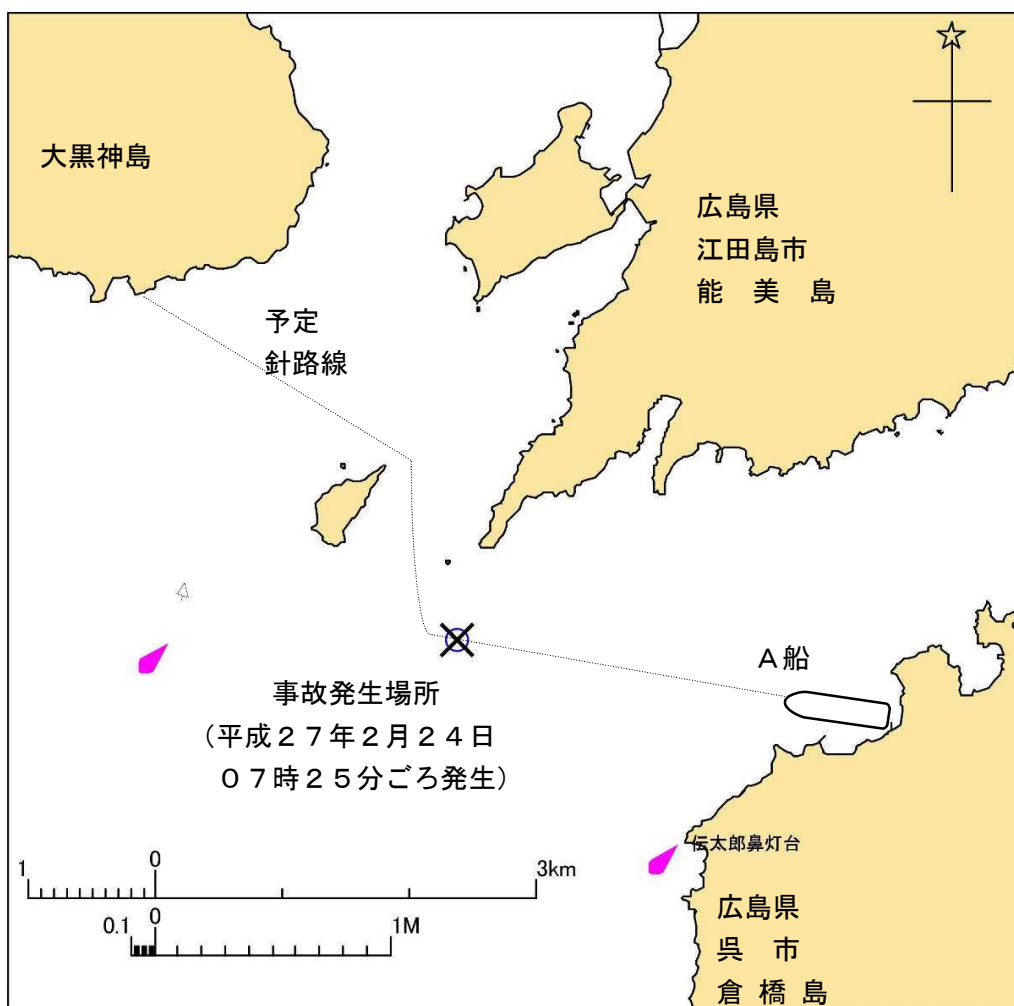 大黒神島
広島県
江田島市
能 美 島
予定
針路線
A船
事故発生場所
(平成27年2月24日
07時25分ごろ発生)
伝太郎鼻灯台
1 0 3km
0.1 0 1M
広島県
呉 市
倉 橋 島